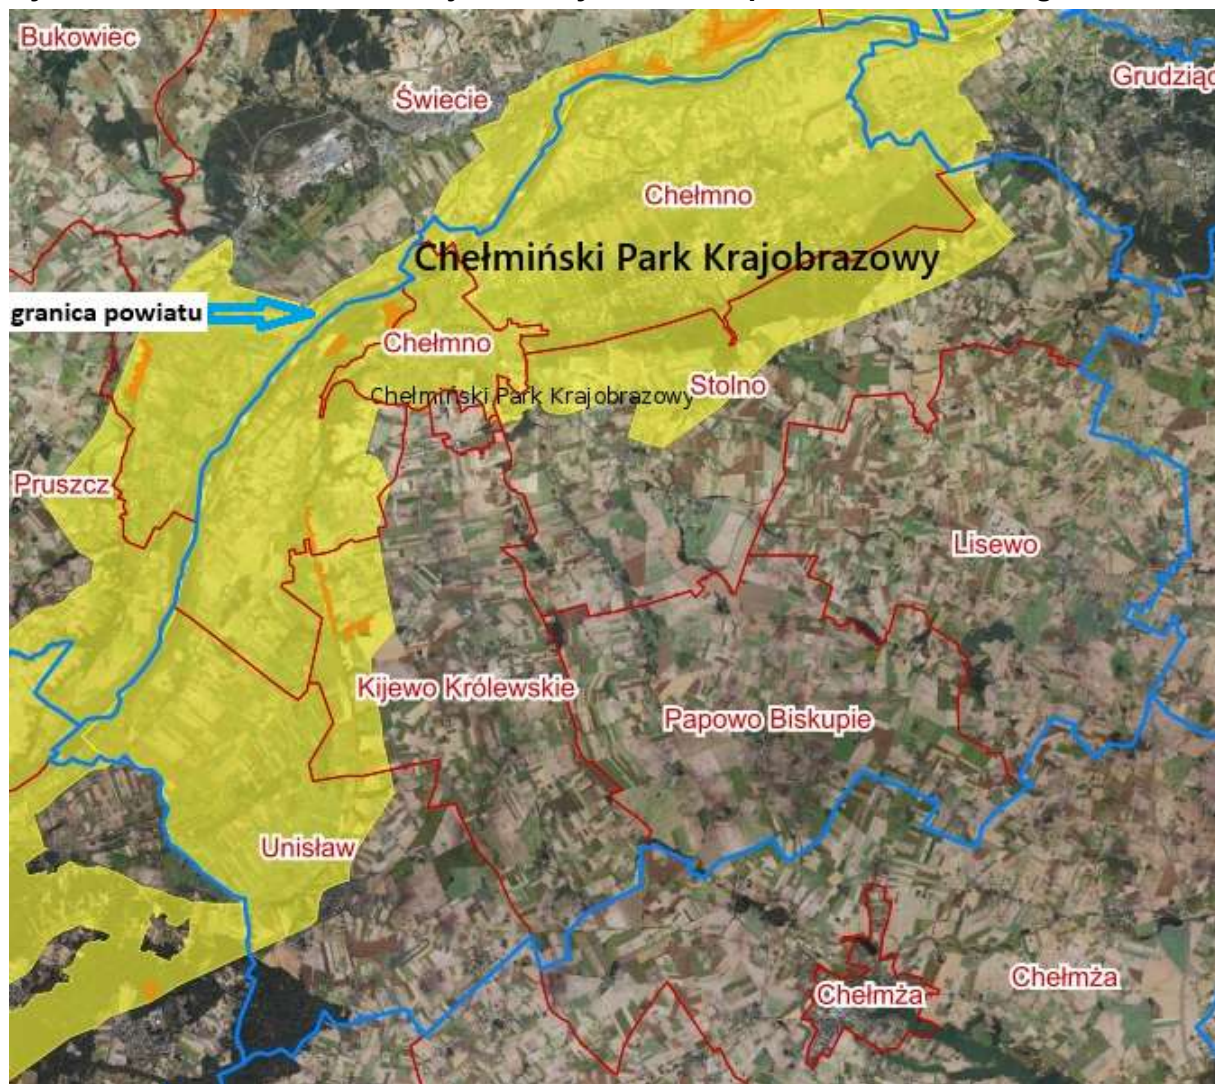 Bukowiec
Świecie
Grudziąd
Chełmno
Chełmiński Park Krajobrazowy
granica powiatu
Chełmno
Stolno
Chełmiński Park Krajobrazowy
Pruszcz
Lisewo
Kijewo Królewskie
Papowo Biskupie
Unisław
Chełmża
Chełmża